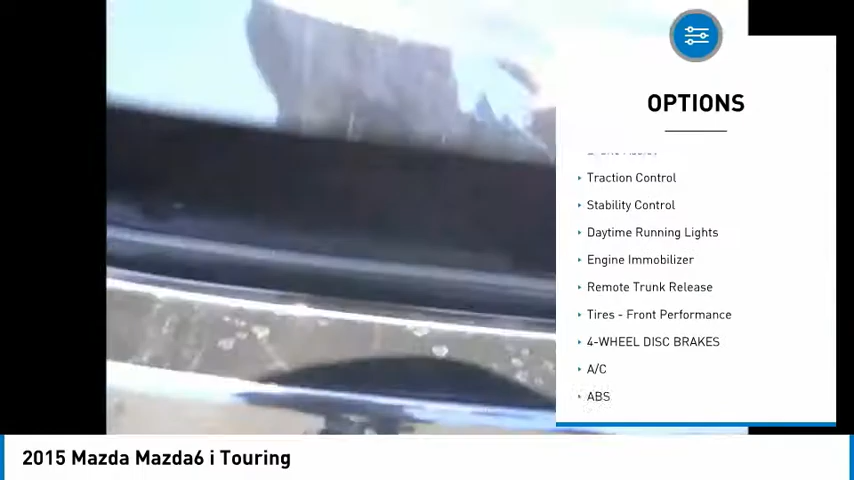 OPTIONS
Traction Control
Stability Control
Daytime Running Lights
Engine Immobilizer
Remote Trunk Release
Tires - Front Performance
4-WHEEL DISC BRAKES
A/C
ABS
2015 Mazda Mazda6 i Touring